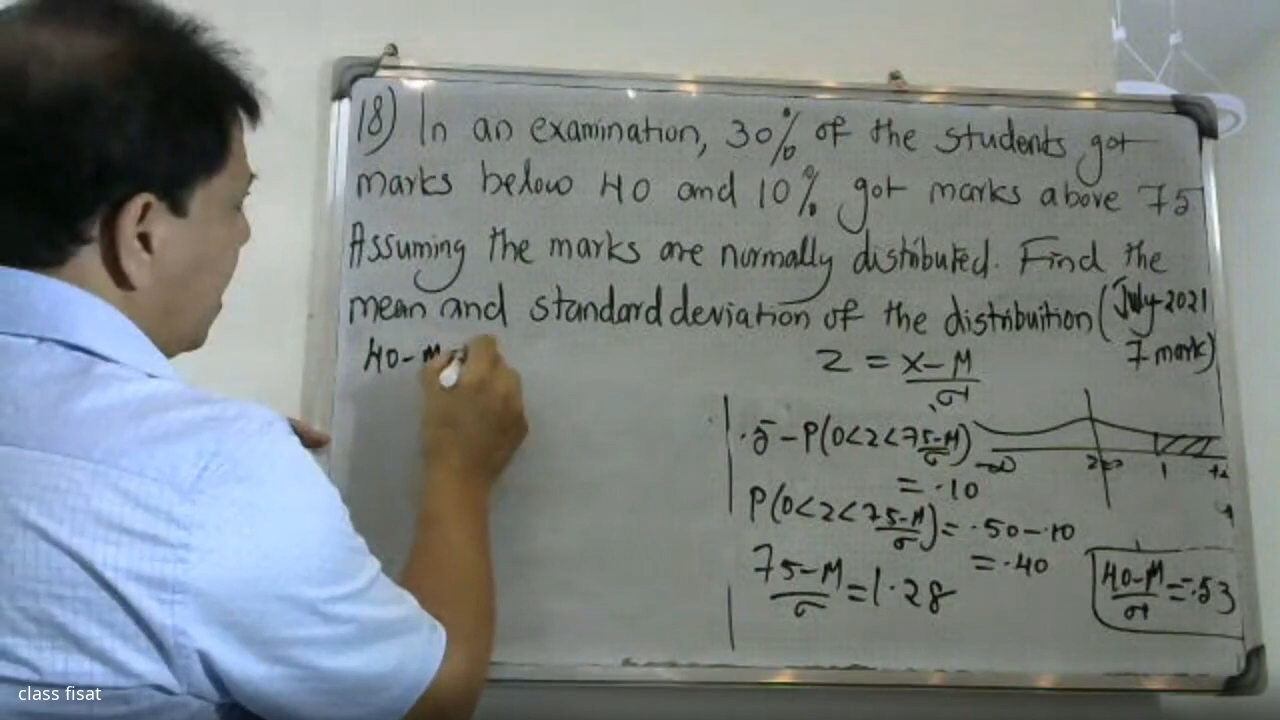 18) In an examination, 30% of the students got
marks below 40 and 10% got marks above 75
Assuming the marks are normally distributed. Find the
mean and standard deviation of the distribuition (July-2021
7 mark)
40-M=
Z = X-M/σ
.5-P(0<Z<75-M/σ)
= .10
P(0<Z<75-M/σ)= .50-.10
= .40
75-M/σ=1.28
40-M/σ=-.53
-∞ Z=0 1
class fisat